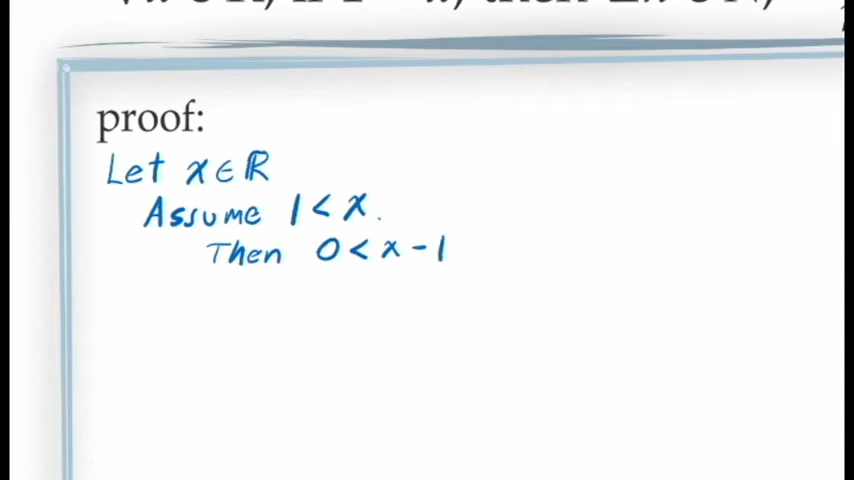 proof:
Let x ∈ ℝ
Assume 1 < x.
Then 0 < x - 1